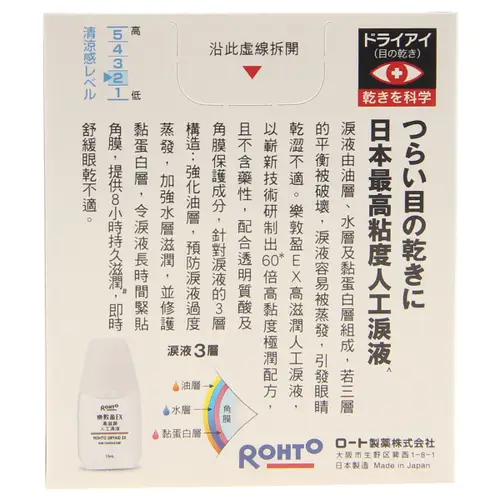 沿此虛線拆開
ドライアイ
(目の乾き)
乾きを科学
高
5
4
3
2
1
低
清涼感レベル
つらい目の乾きに
日本最高粘度人工淚液^
淚液由油層、水層及黏蛋白層組成，若三層
的平衡被破壞，淚液容易被蒸發，引發眼睛
乾澀不適。樂敦盈EX高滋潤人工淚液，
以嶄新技術研制出60倍*高黏度極潤配方，
且不含藥性，配合透明質酸及
角膜保護成分，針對淚液的3層
構造：強化油層，預防淚液過度
蒸發，加強水層滋潤，並修護
黏蛋白層，令淚液長時間緊貼
角膜，提供8小時持久滋潤#，即時
舒緩眼乾不適。
淚液3層
油層
水層
黏蛋白層
角膜
ROHTO
樂敦盈EX
高滋潤
人工淚液
ROHTO DRYAID EX
15mL
ROHTO
ロート製薬株式会社
大阪市生野区巽西1-8-1
日本製造 Made in Japan